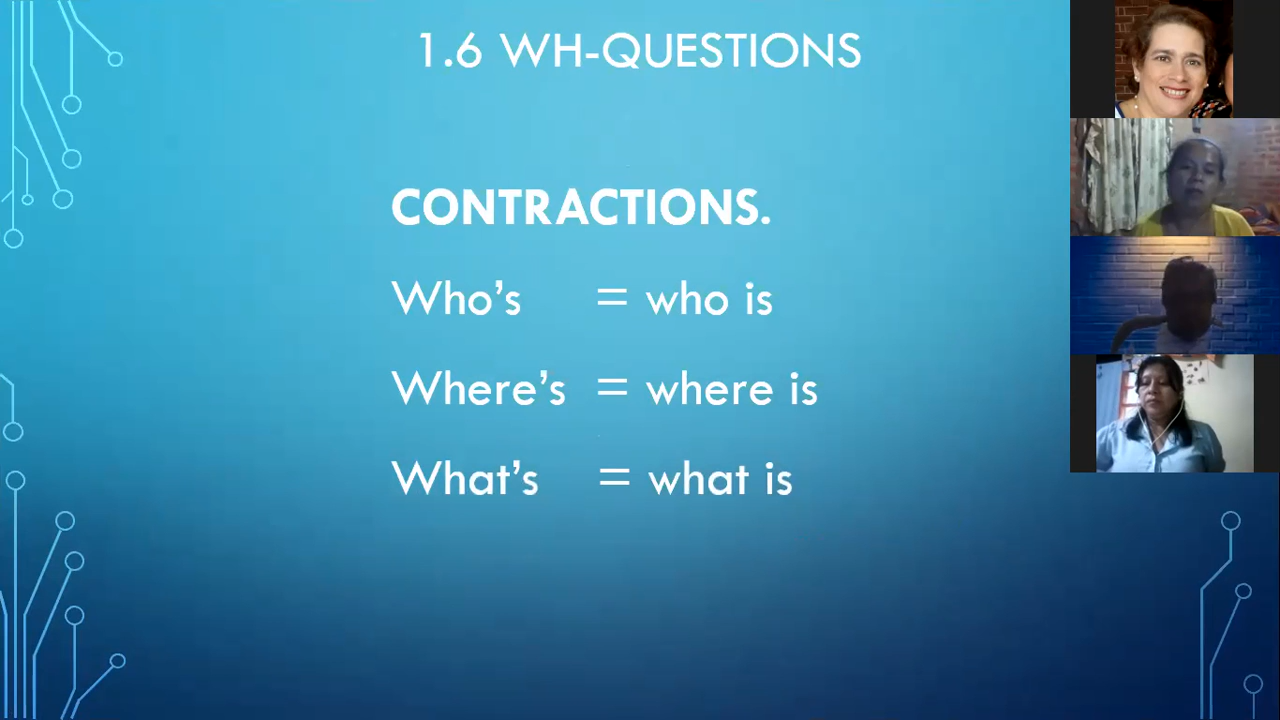 1.6 WH-QUESTIONS
CONTRACTIONS.
Who’s = who is
Where’s = where is
What’s = what is